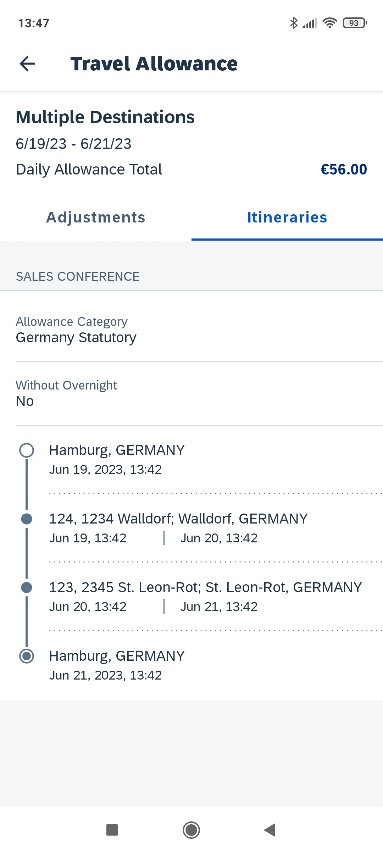 13:47
93
Travel Allowance
Multiple Destinations
6/19/23 - 6/21/23
Daily Allowance Total €56.00
Adjustments Itineraries
SALES CONFERENCE
Allowance Category
Germany Statutory
Without Overnight
No
Hamburg, GERMANY
Jun 19, 2023, 13:42
124, 1234 Walldorf; Walldorf, GERMANY
Jun 19, 13:42 | Jun 20, 13:42
123, 2345 St. Leon-Rot; St. Leon-Rot, GERMANY
Jun 20, 13:42 | Jun 21, 13:42
Hamburg, GERMANY
Jun 21, 2023, 13:42